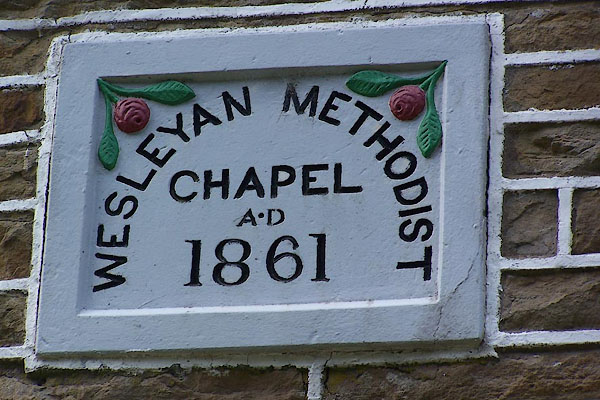 WESLEYAN METHODIST
CHAPEL
A•D
1861